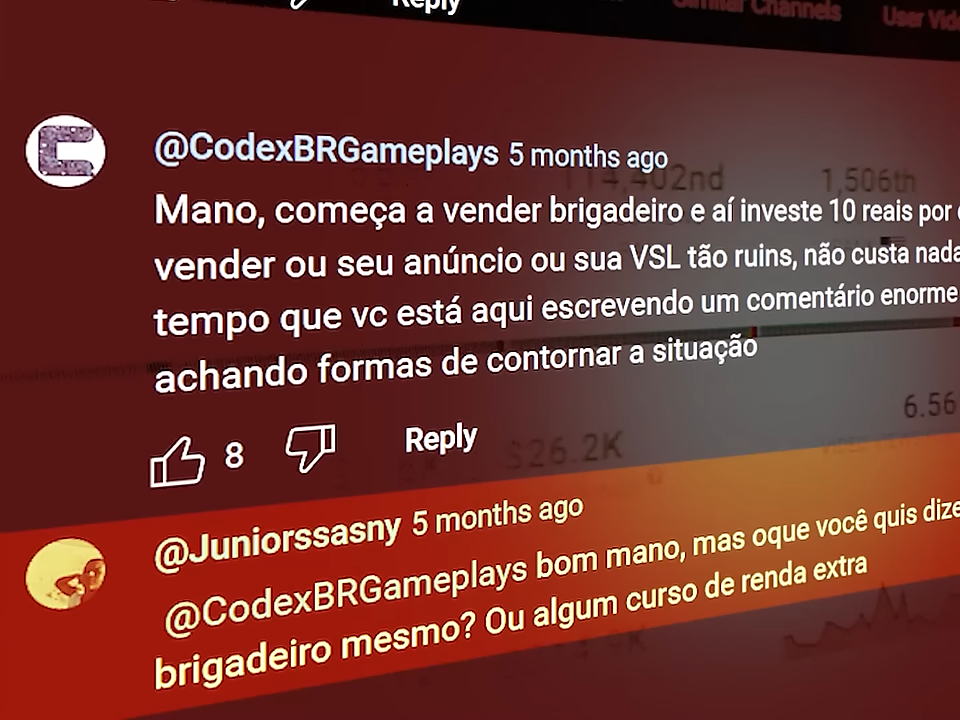 Reply
Similar Channels
User Vide
@CodexBRGameplays 5 months ago
114,402nd
1,506th
Mano, começa a vender brigadeiro e aí investe 10 reais por
vender ou seu anúncio ou sua VSL tão ruins, não custa nada
tempo que vc está aqui escrevendo um comentário enorme
achando formas de contornar a situação
6.56
8
Reply
$26.2K
@Juniorssasny 5 months ago
@CodexBRGameplays bom mano, mas oque você quis dize
brigadeiro mesmo? Ou algum curso de renda extra